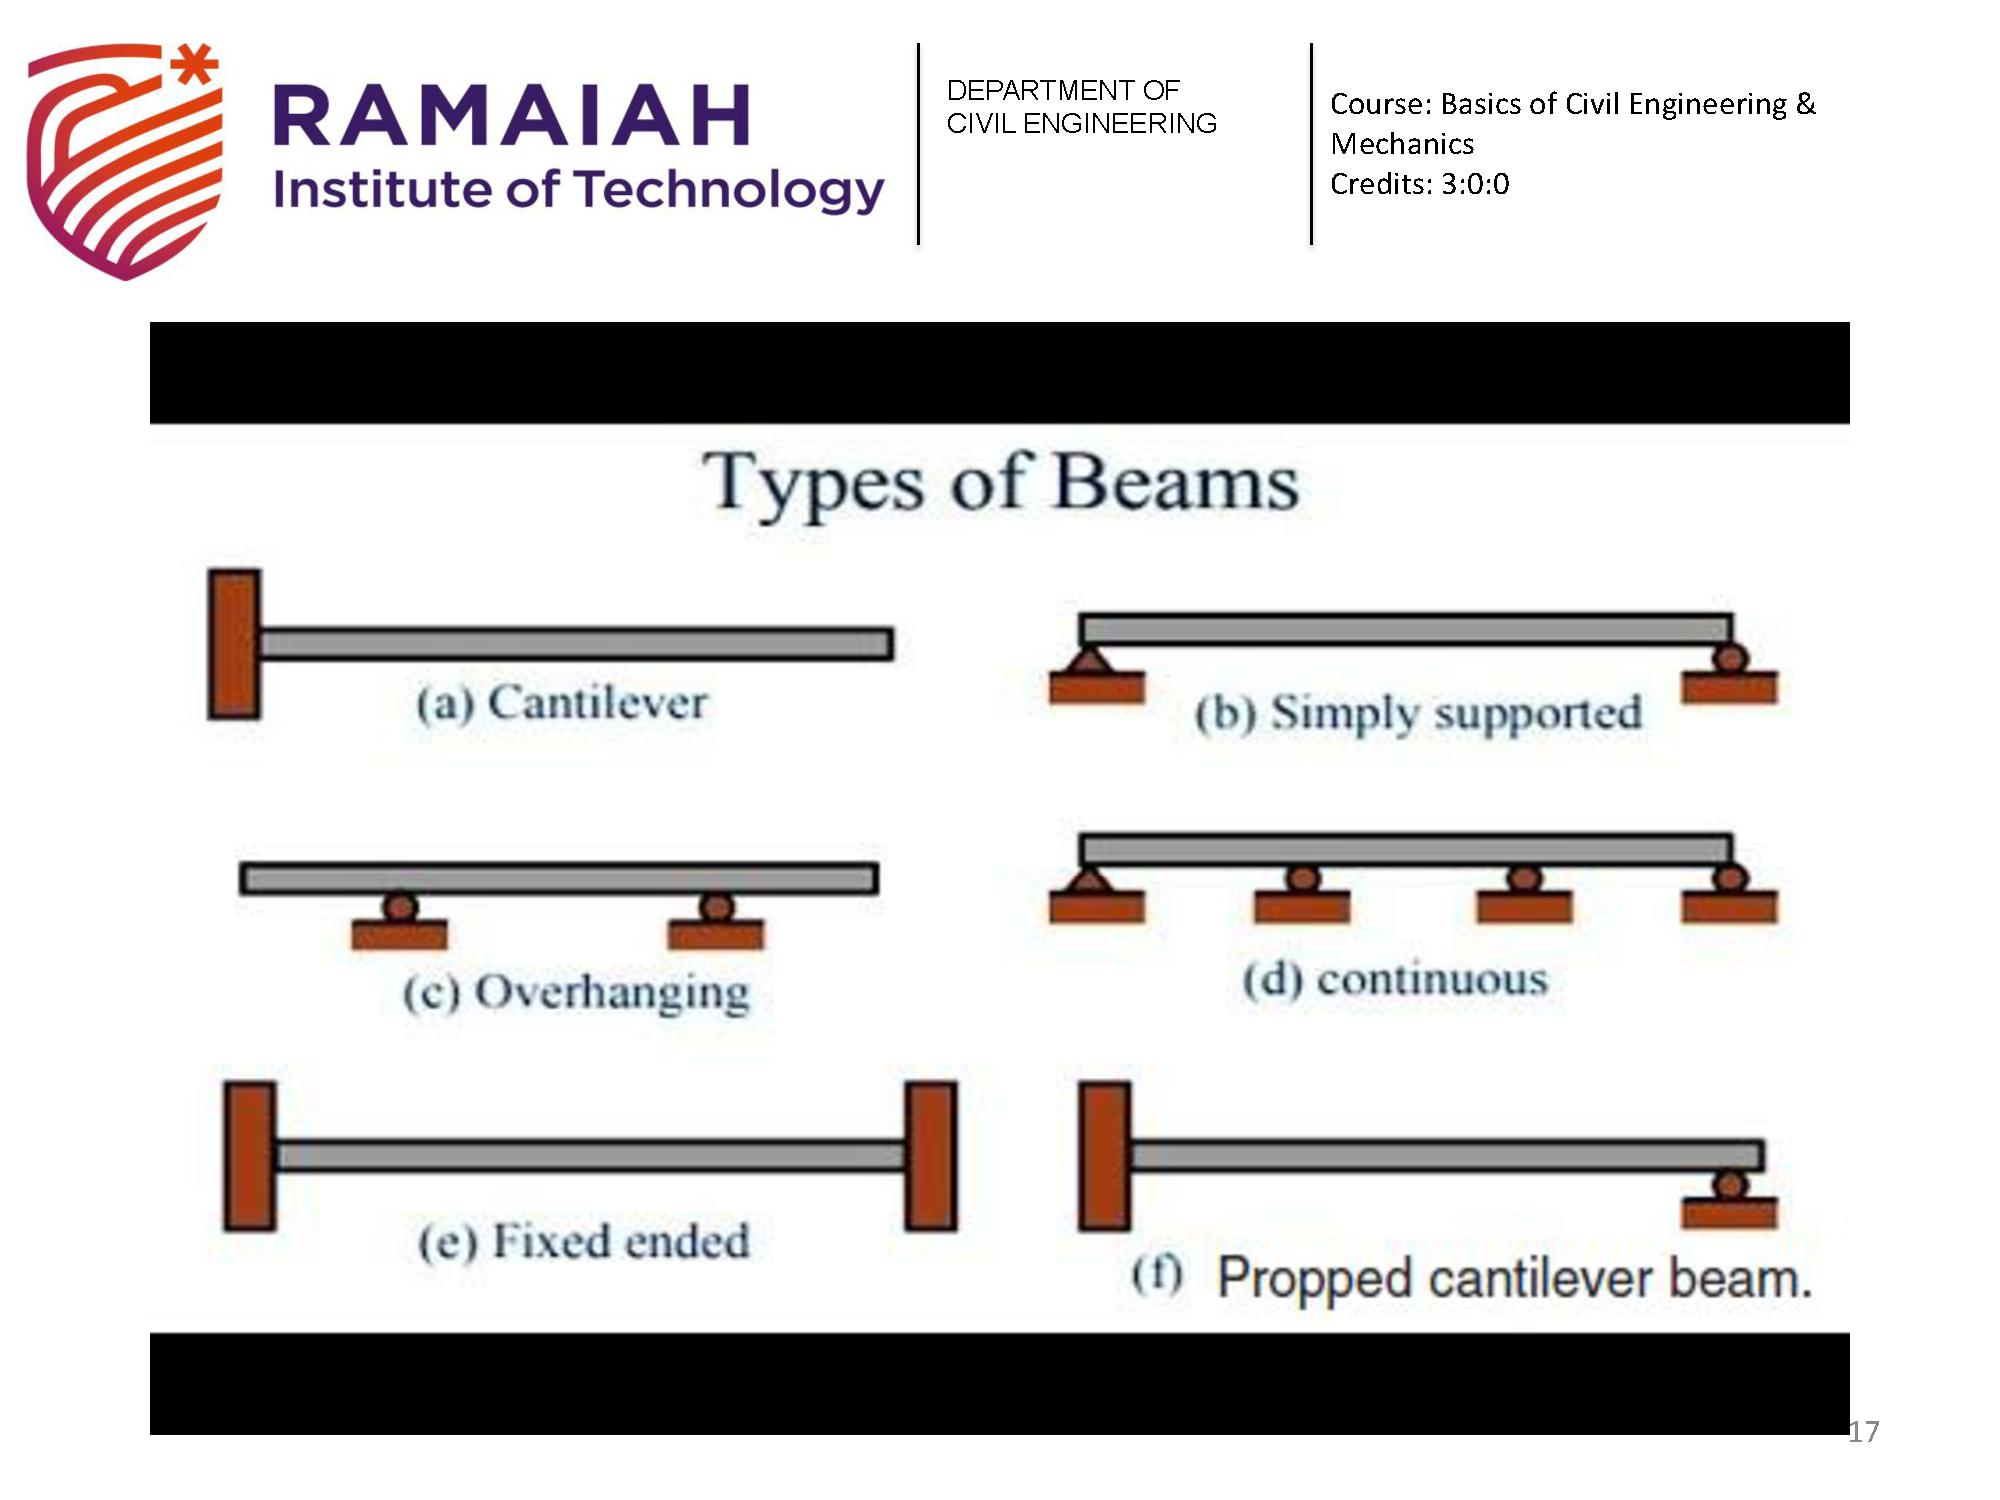 RAMAIAH
Institute of Technology
DEPARTMENT OF
CIVIL ENGINEERING
Course: Basics of Civil Engineering &
Mechanics
Credits: 3:0:0
Types of Beams
(a) Cantilever
(b) Simply supported
(c) Overhanging
(d) continuous
(e) Fixed ended
(f) Propped cantilever beam.
17